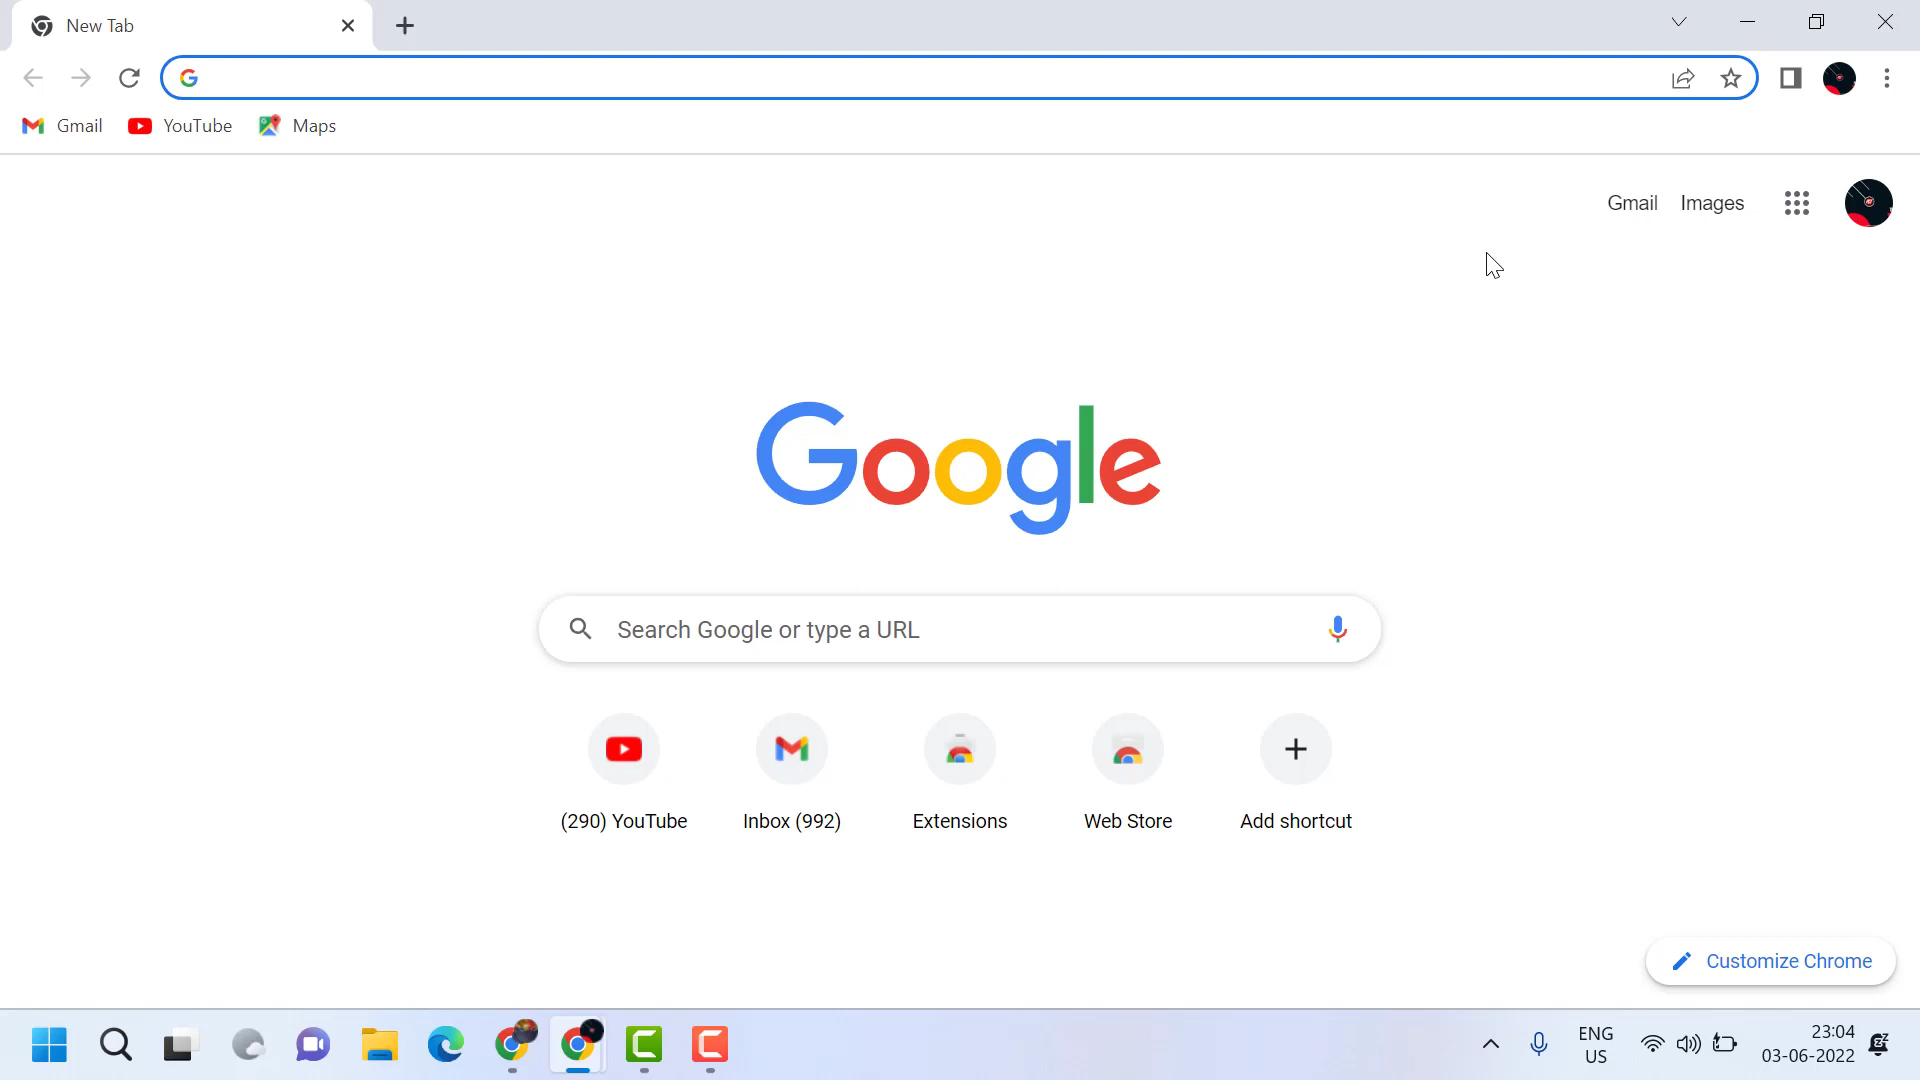 New Tab
Gmail YouTube Maps
Gmail Images
Google
Search Google or type a URL
(290) YouTube Inbox (992) Extensions Web Store Add shortcut
Customize Chrome
ENG 23:04
US 03-06-2022